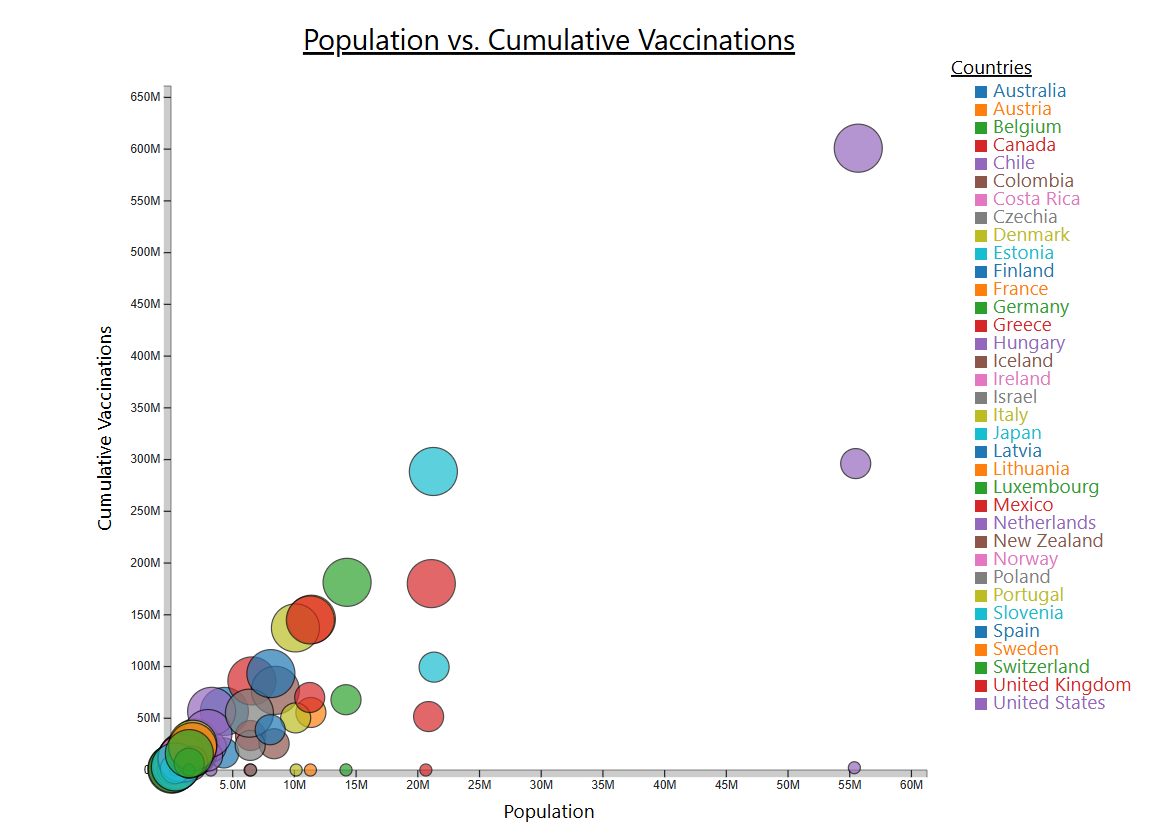 Population vs. Cumulative Vaccinations
Countries
Australia
Austria
Belgium
Canada
Chile
Colombia
Costa Rica
Czechia
Denmark
Estonia
Finland
France
Germany
Greece
Hungary
Iceland
Ireland
Israel
Italy
Japan
Latvia
Lithuania
Luxembourg
Mexico
Netherlands
New Zealand
Norway
Poland
Portugal
Slovenia
Spain
Sweden
Switzerland
United Kingdom
United States
Cumulative Vaccinations
650M
600M
550M
500M
450M
400M
350M
300M
250M
200M
150M
100M
50M
5.0M 10M 15M 20M 25M 30M 35M 40M 45M 50M 55M 60M
Population